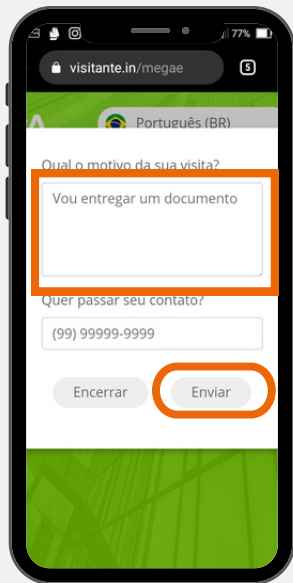 77%
visitante.in/megae
5
Português (BR)
Qual o motivo da sua visita?
Vou entregar um documento
Quer passar seu contato?
(99) 99999-9999
Encerrar
Enviar